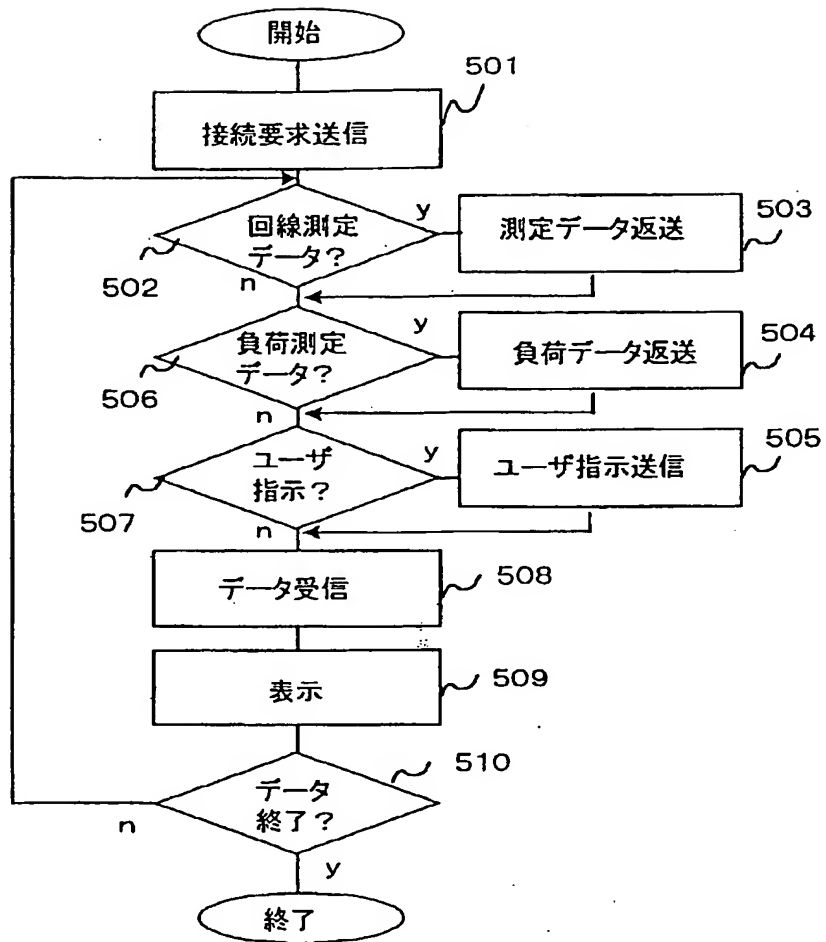 開始
501
接続要求送信
回線測定
データ?
y
502
n
測定データ返送
503
負荷測定
データ?
y
506
n
負荷データ返送
504
ユーザ
指示?
y
507
n
ユーザ指示送信
505
データ受信
508
表示
509
データ
終了?
510
n
y
終了